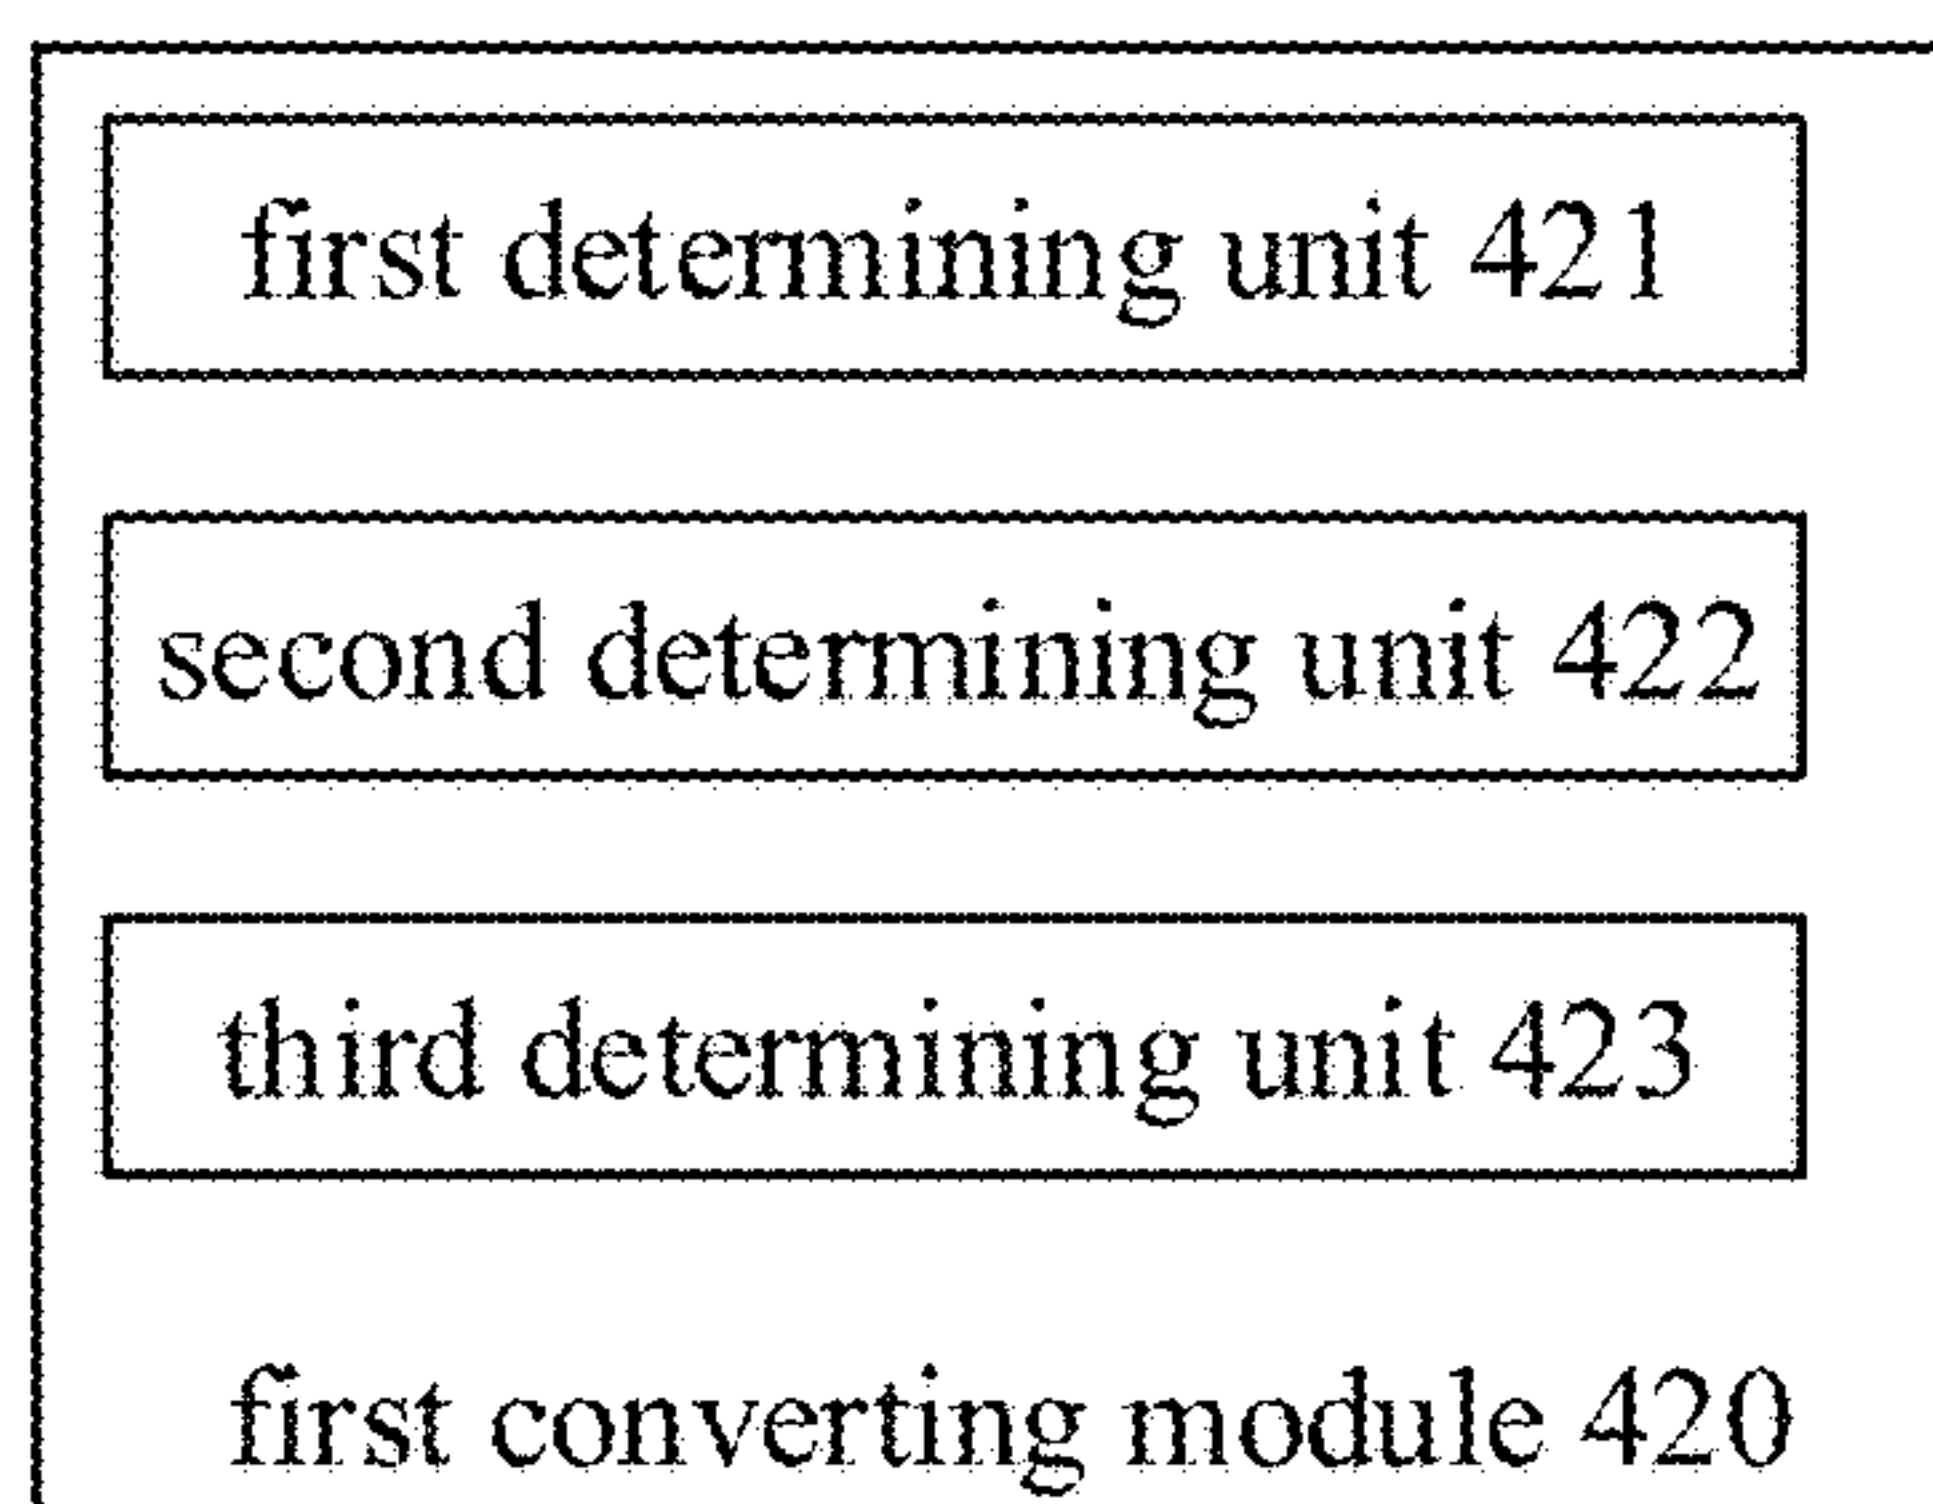 first determining unit 421
second determining unit 422
third determining unit 423
first converting module 420